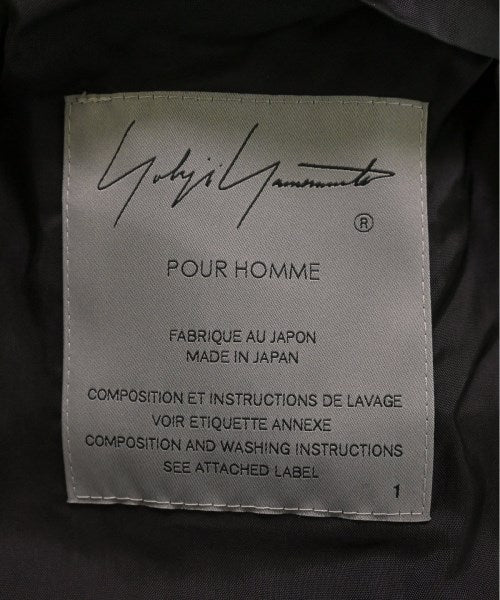 Yohji Yamamoto
®
POUR HOMME
FABRIQUE AU JAPON
MADE IN JAPAN
COMPOSITION ET INSTRUCTIONS DE LAVAGE
VOIR ETIQUETTE ANNEXE
COMPOSITION AND WASHING INSTRUCTIONS
SEE ATTACHED LABEL
1